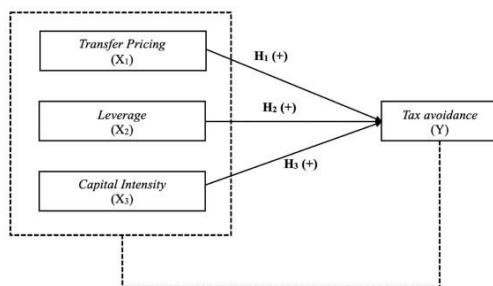 Transfer Pricing
(X₁)
H₁ (+)
Leverage
(X₂)
H₂ (+)
Tax avoidance
(Y)
Capital Intensity
(X₃)
H₃ (+)